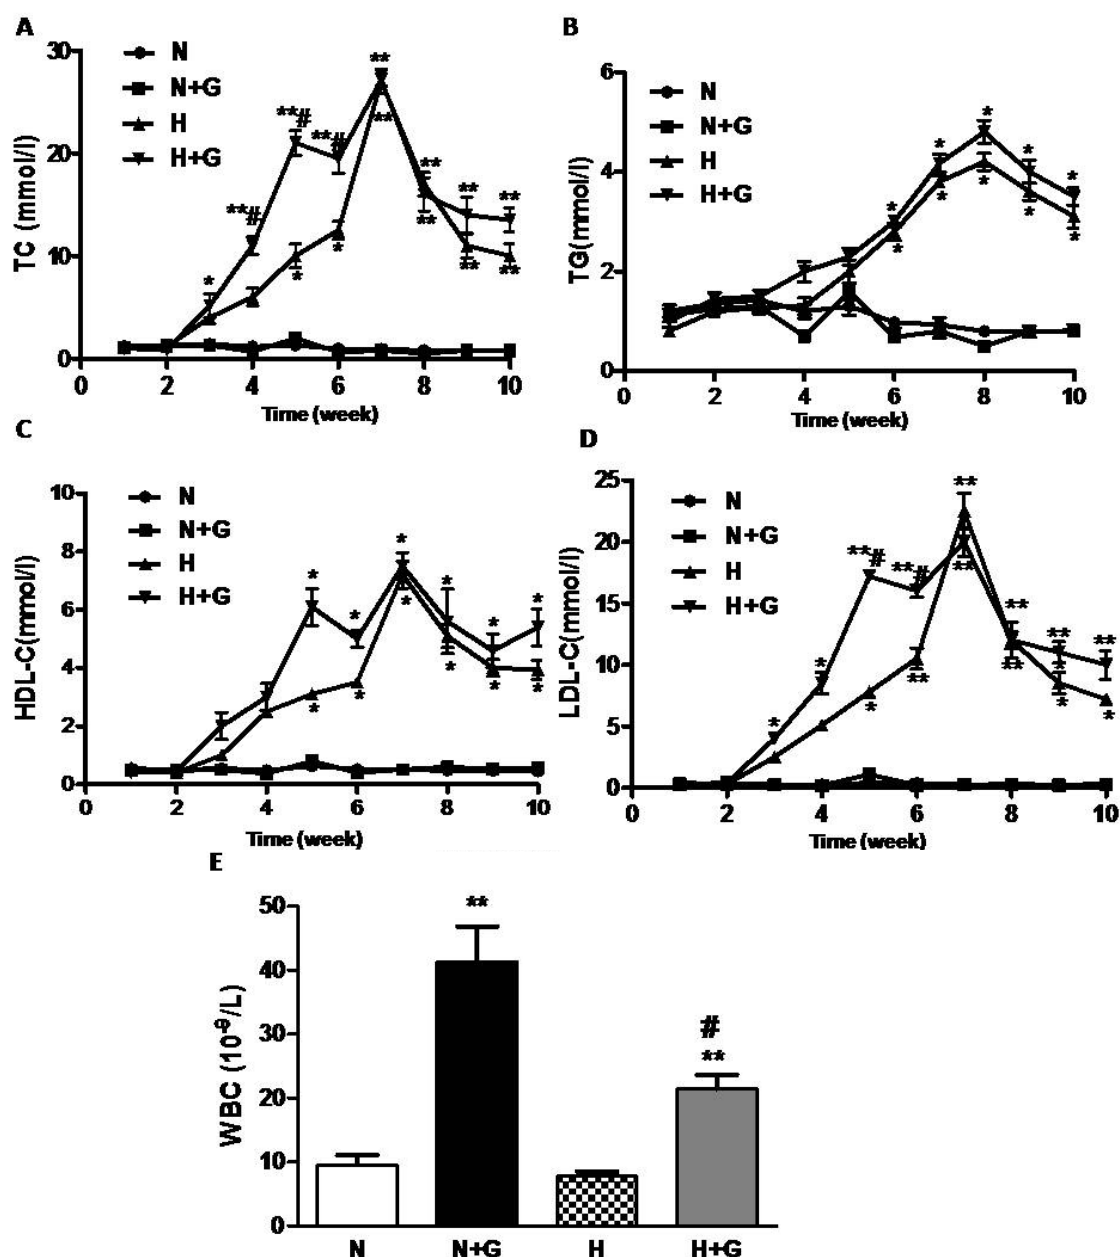 A
TC (mmol/l)
30
20
10
0
N
N+G
H
H+G
*
**#
*
**#
*
**#
*
**
**
**
**
**
**
**
**
0 2 4 6 8 10
Time (week)
B
TG(mmol/l)
6
4
2
0
N
N+G
H
H+G
*
*
*
*
*
*
*
*
*
*
0 2 4 6 8 10
Time (week)
C
HDL-C(mmol/l)
10
8
6
4
2
0
N
N+G
H
H+G
*
*
*
*
*
*
*
*
*
*
*
*
0 2 4 6 8 10
Time (week)
D
LDL-C(mmol/l)
25
20
15
10
5
0
N
N+G
H
H+G
*
*
**#
*
**#
**
**
**
**
**
**
*
**
*
0 2 4 6 8 10
Time (week)
E
WBC (10⁻⁹/L)
50
40
30
20
10
0
**
#
**
N N+G H H+G